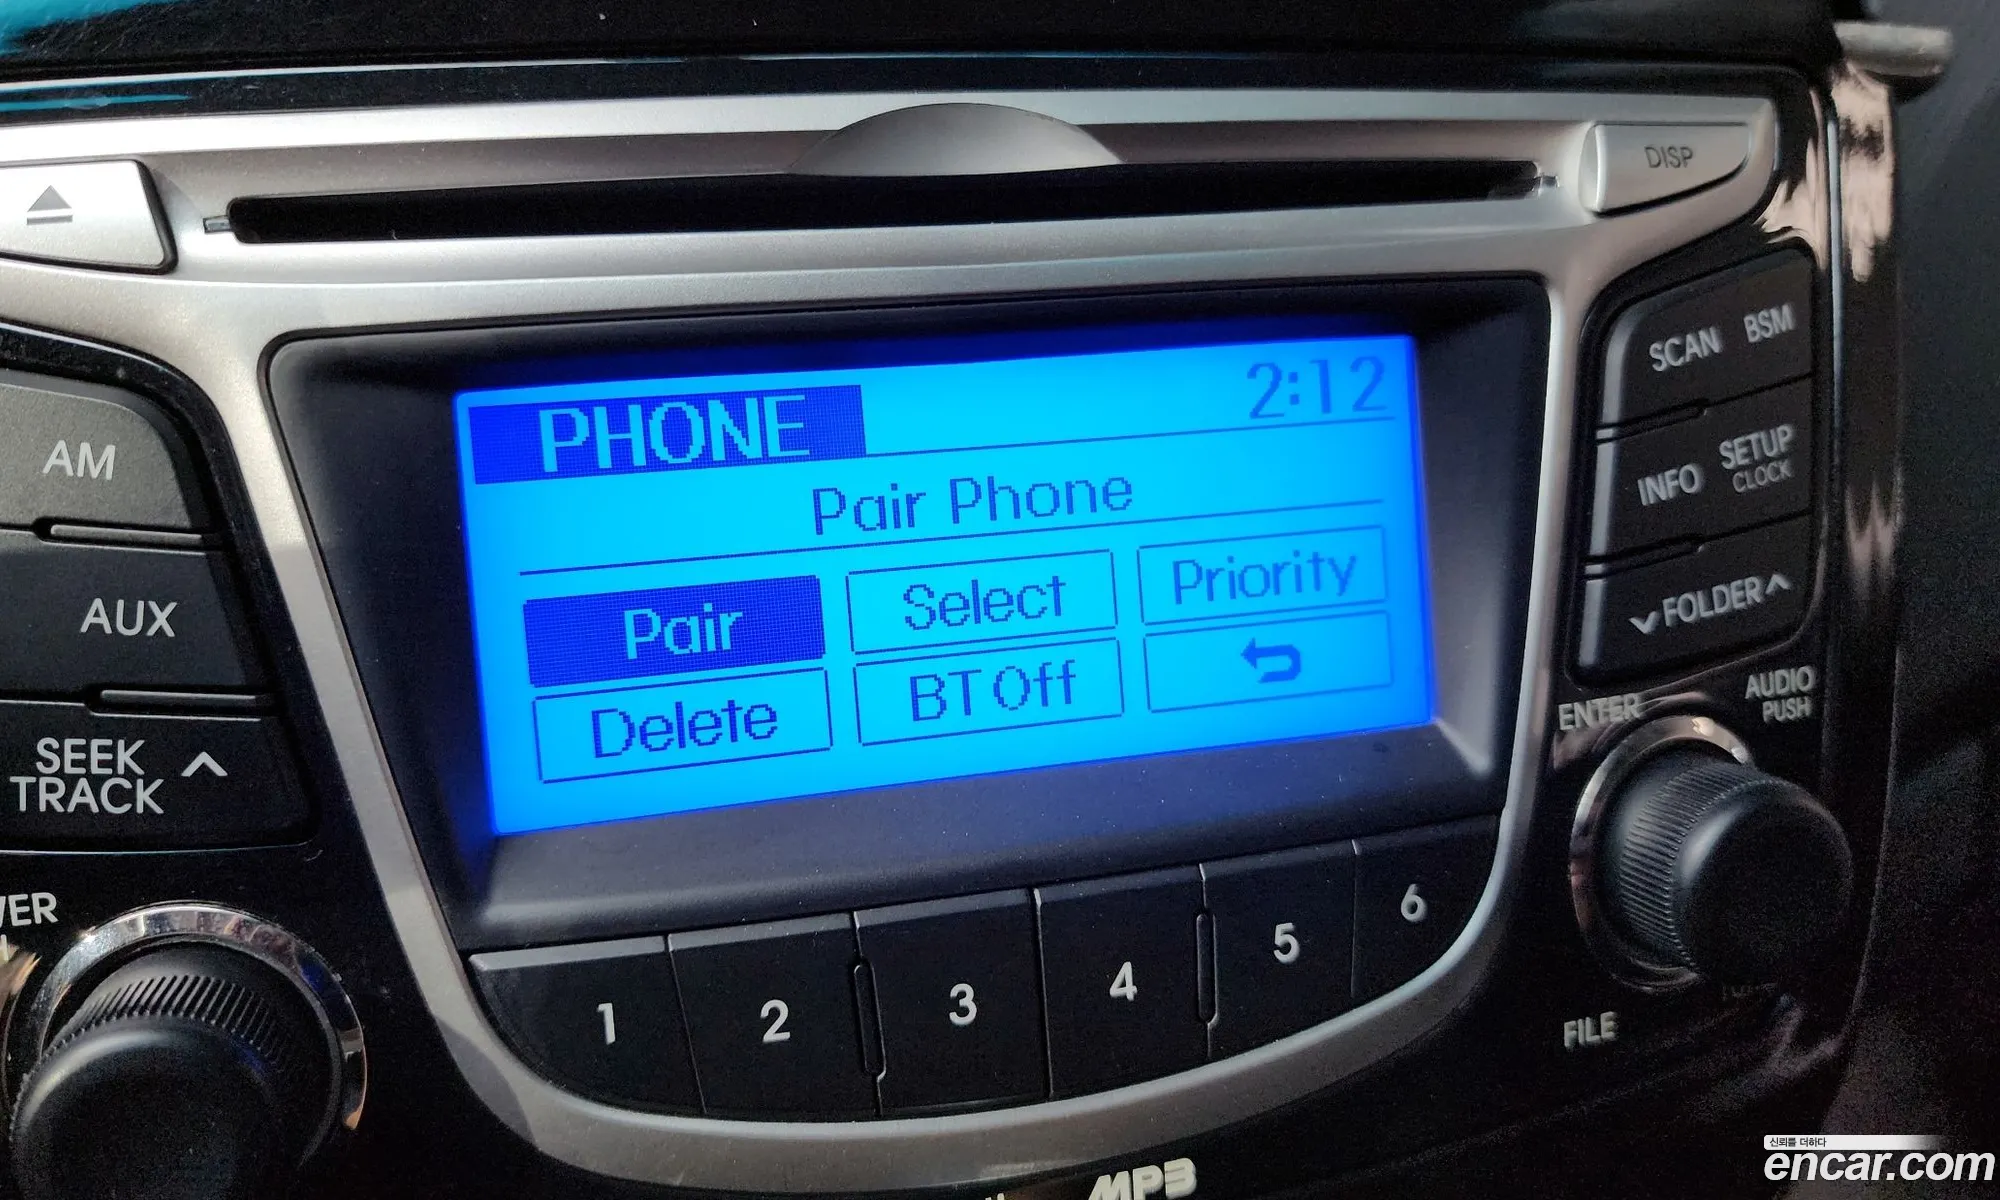 DISP
SCAN
BSM
AM
PHONE
2:12
Pair Phone
INFO
SETUP
CLOCK
AUX
Pair
Select
Priority
FOLDER
Delete
BT Off
SEEK
TRACK
ENTER
AUDIO
PUSH
1
2
3
4
5
6
FILE
MP3
신뢰를 더하다
encar.com